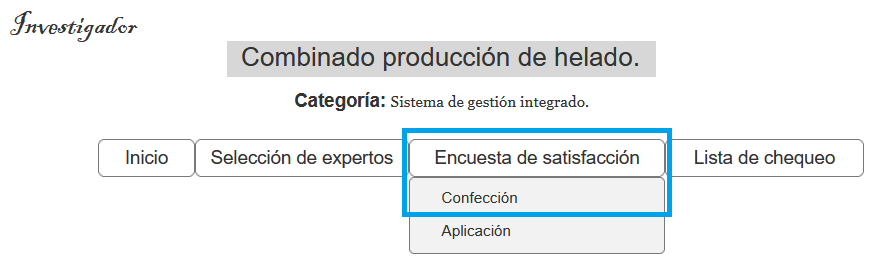 Investigador
Combinado producción de helado.
Categoría: Sistema de gestión integrado.
Inicio Selección de expertos Encuesta de satisfacción Lista de chequeo
Confección
Aplicación